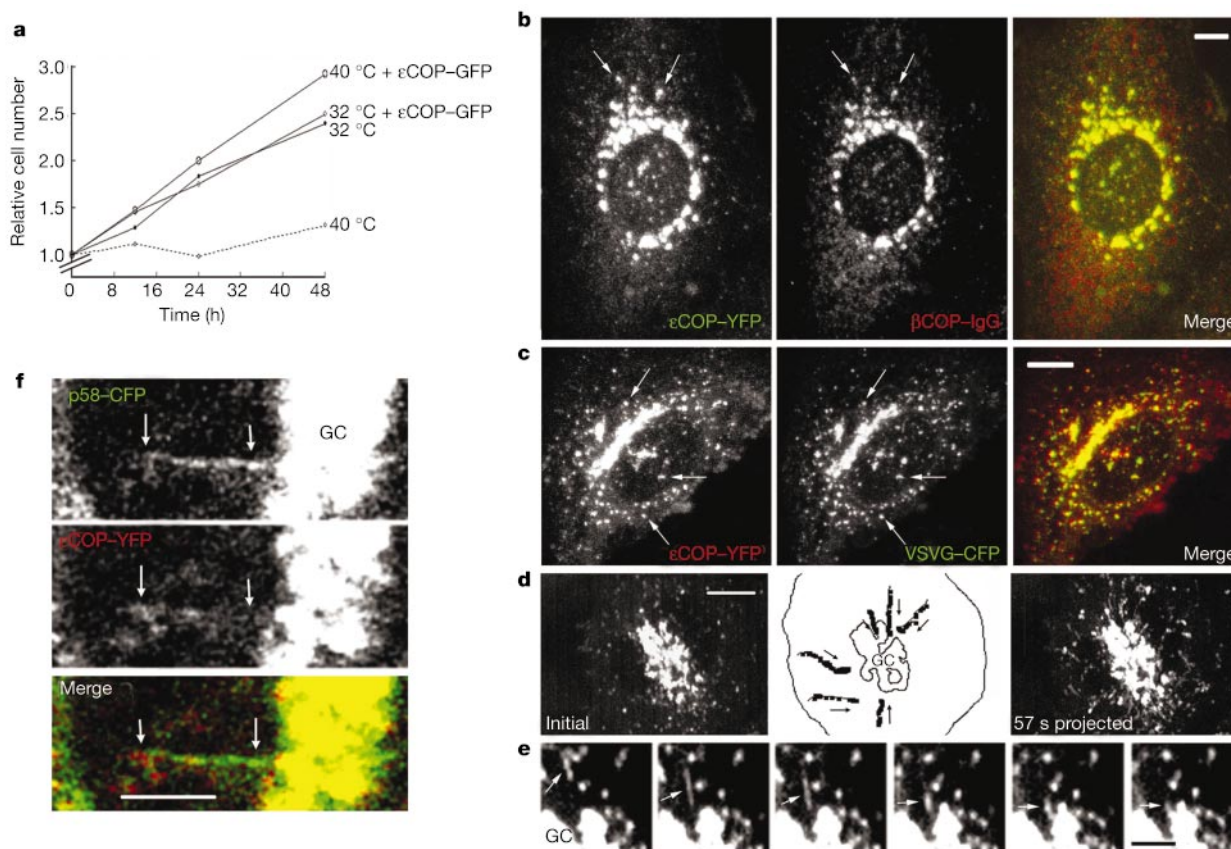 a
Relative cell number
3.0
2.5
2.0
1.5
1.0
0 8 16 24 32 40 48
Time (h)
40 °C + εCOP–GFP
32 °C + εCOP–GFP
32 °C
40 °C
b
εCOP–YFP
βCOP–IgG
Merge
c
εCOP–YFP
VSVG–CFP
Merge
d
Initial
GC
57 s projected
e
GC
f
p58–CFP
GC
εCOP–YFP
Merge